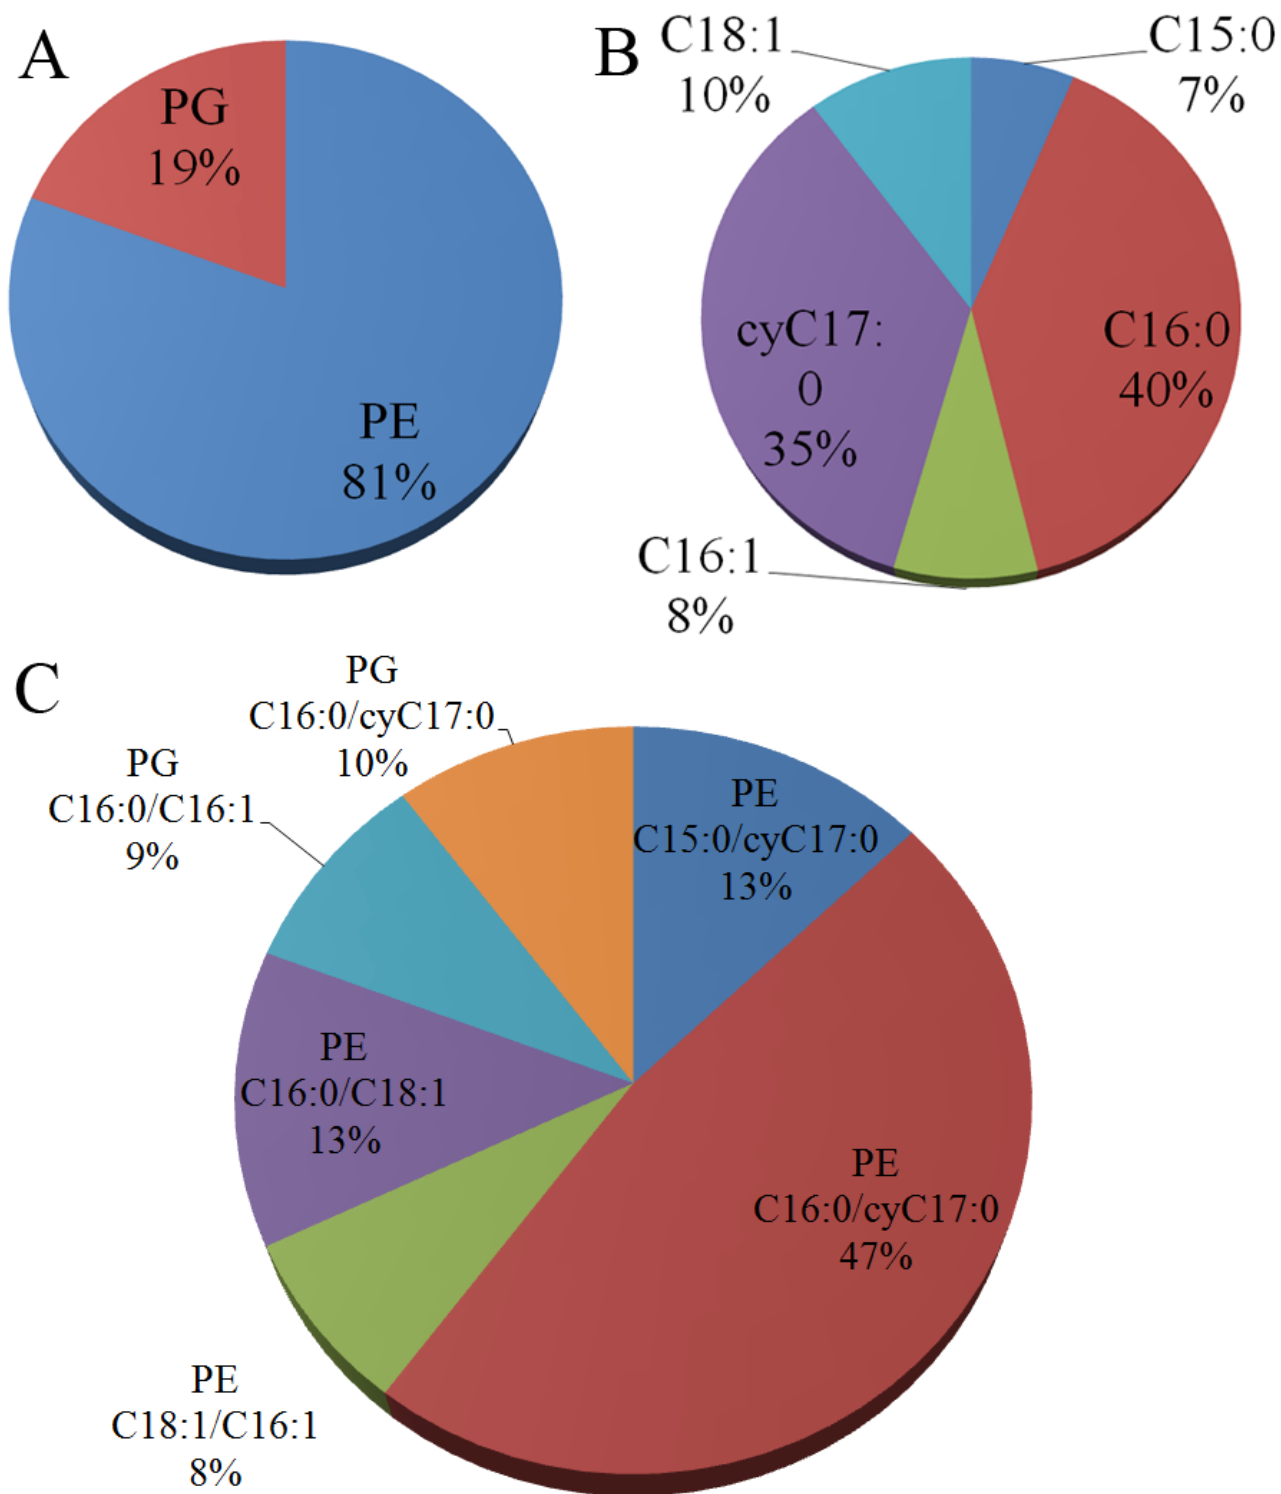 A
PG
19%
PE
81%
B
C18:1
10%
C15:0
7%
cyC17:
0
35%
C16:0
40%
C16:1
8%
C
PG
C16:0/cyC17:0
10%
PG
C16:0/C16:1
9%
PE
C15:0/cyC17:0
13%
PE
C16:0/C18:1
13%
PE
C16:0/cyC17:0
47%
PE
C18:1/C16:1
8%